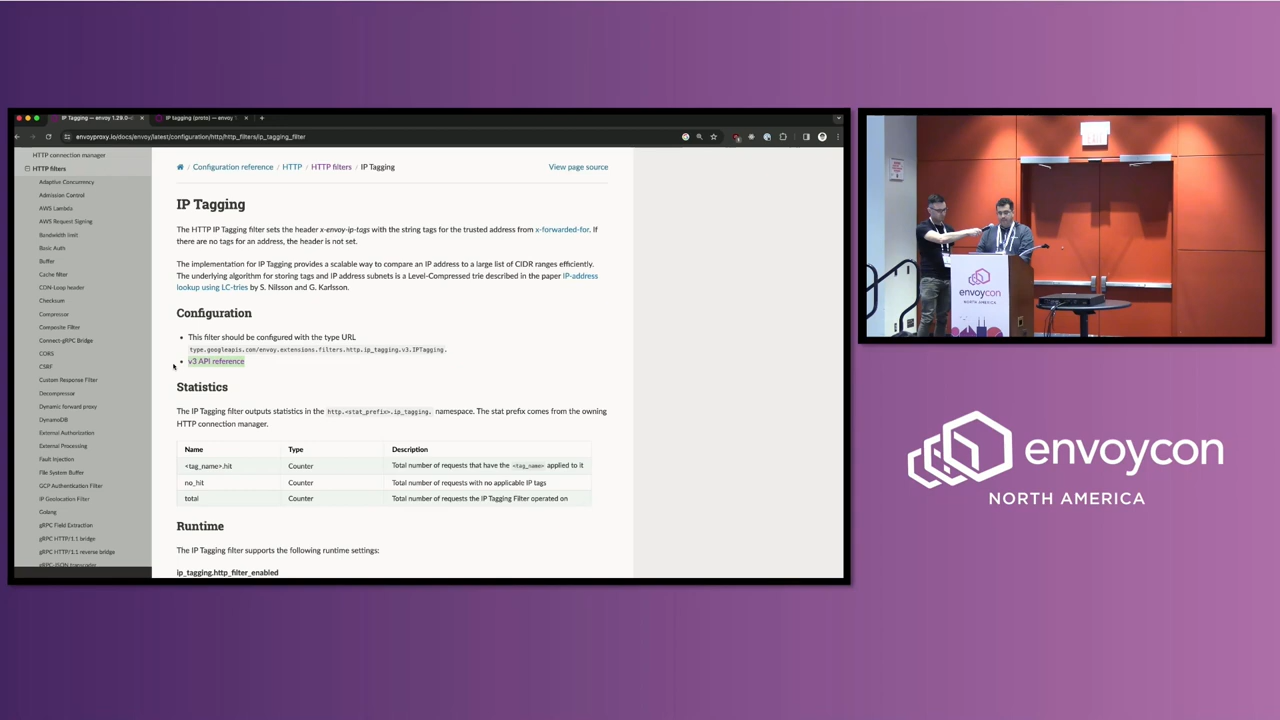 IP Tagging — envoy 1.29.0-d
IP tagging (proto) — envoy 1.
envoyproxy.io/docs/envoy/latest/configuration/http/http_filters/ip_tagging_filter
HTTP connection manager
HTTP filters
Adaptive Concurrency
Admission Control
AWS Lambda
AWS Request Signing
Bandwidth limit
Basic Auth
Buffer
Cache filter
CDN-Loop header
Checksum
Compressor
Composite Filter
Connect-gRPC Bridge
CORS
CSRF
Custom Response Filter
Decompressor
Dynamic forward proxy
DynamoDB
External Authorization
External Processing
Fault Injection
File System Buffer
GCP Authentication Filter
IP Geolocation Filter
Golang
gRPC Field Extraction
gRPC HTTP/1.1 bridge
gRPC HTTP/1.1 reverse bridge
gRPC-JSON transcoder
Configuration reference > HTTP > HTTP filters > IP Tagging
View page source
IP Tagging
The HTTP IP Tagging filter sets the header x-envoy-ip-tags with the string tags for the trusted address from x-forwarded-for. If
there are no tags for an address, the header is not set.
The implementation for IP Tagging provides a scalable way to compare an IP address to a large list of CIDR ranges efficiently.
The underlying algorithm for storing tags and IP address subnets is a Level-Compressed trie described in the paper IP-address
lookup using LC-tries by S. Nilsson and G. Karlsson.
Configuration
• This filter should be configured with the type URL
type.googleapis.com/envoy.extensions.filters.http.ip_tagging.v3.IPTagging.
• v3 API reference
Statistics
The IP Tagging filter outputs statistics in the http.<stat_prefix>.ip_tagging. namespace. The stat prefix comes from the owning
HTTP connection manager.
Name Type Description
<tag_name>.hit Counter Total number of requests that have the <tag_name> applied to it
no_hit Counter Total number of requests with no applicable IP tags
total Counter Total number of requests the IP Tagging Filter operated on
Runtime
The IP Tagging filter supports the following runtime settings:
ip_tagging.http_filter_enabled
envoycon
NORTH AMERICA
envoycon
NORTH AMERICA